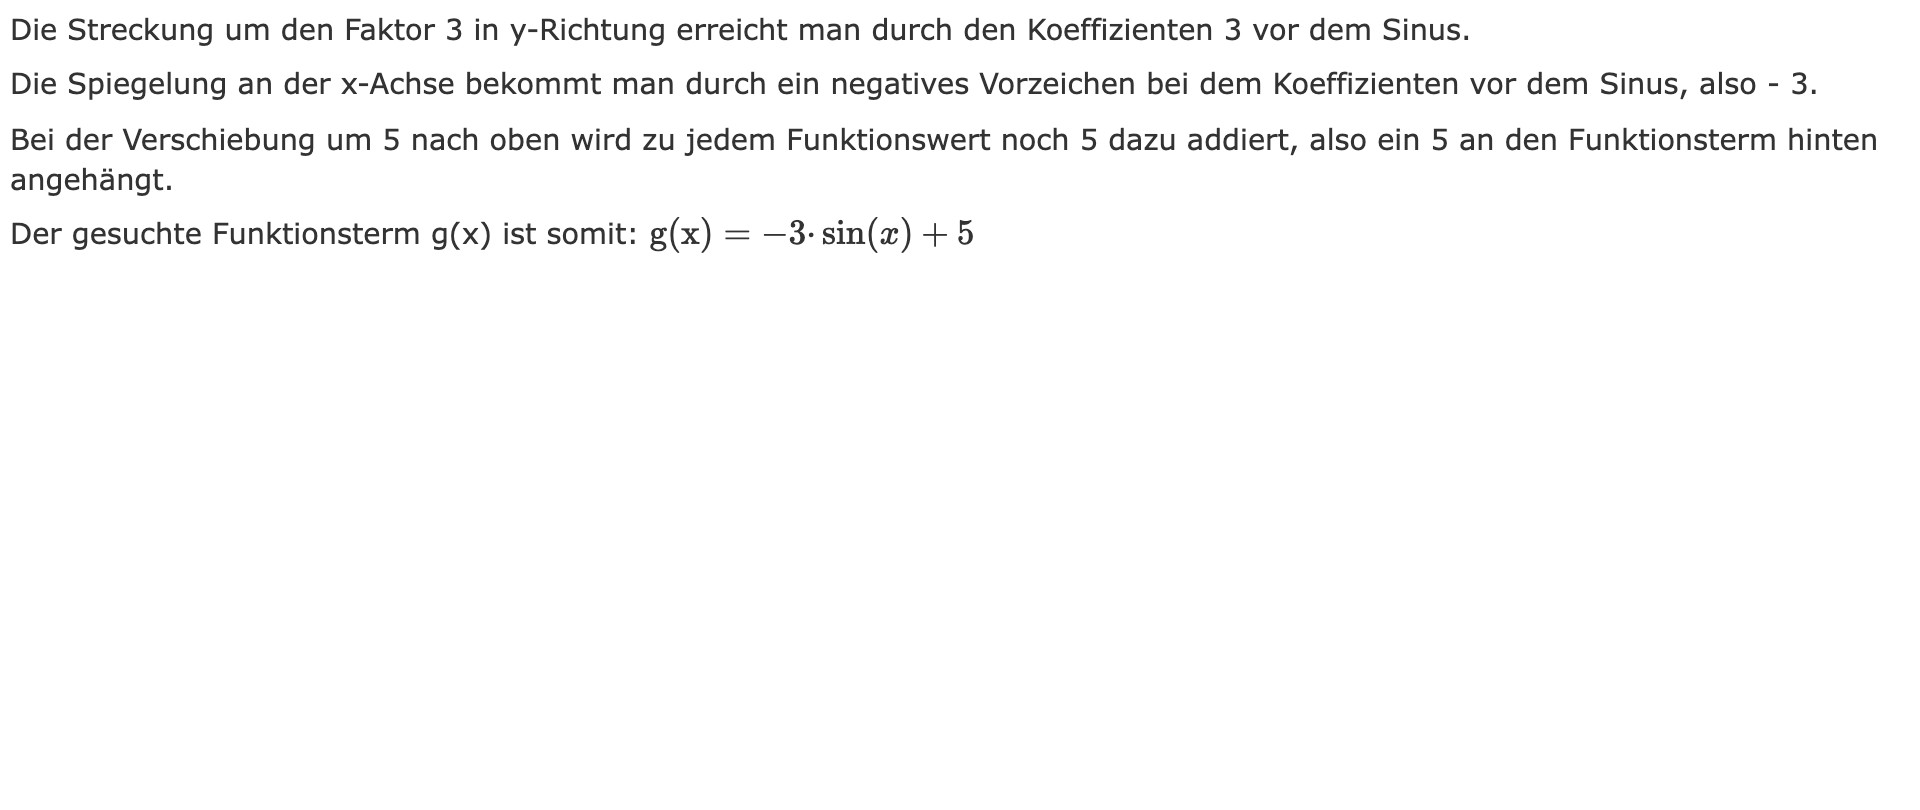 Die Streckung um den Faktor 3 in y-Richtung erreicht man durch den Koeffizienten 3 vor dem Sinus.
Die Spiegelung an der x-Achse bekommt man durch ein negatives Vorzeichen bei dem Koeffizienten vor dem Sinus, also - 3.
Bei der Verschiebung um 5 nach oben wird zu jedem Funktionswert noch 5 dazu addiert, also ein 5 an den Funktionsterm hinten
angehängt.
Der gesuchte Funktionsterm g(x) ist somit: g(x) = −3· sin(x) + 5